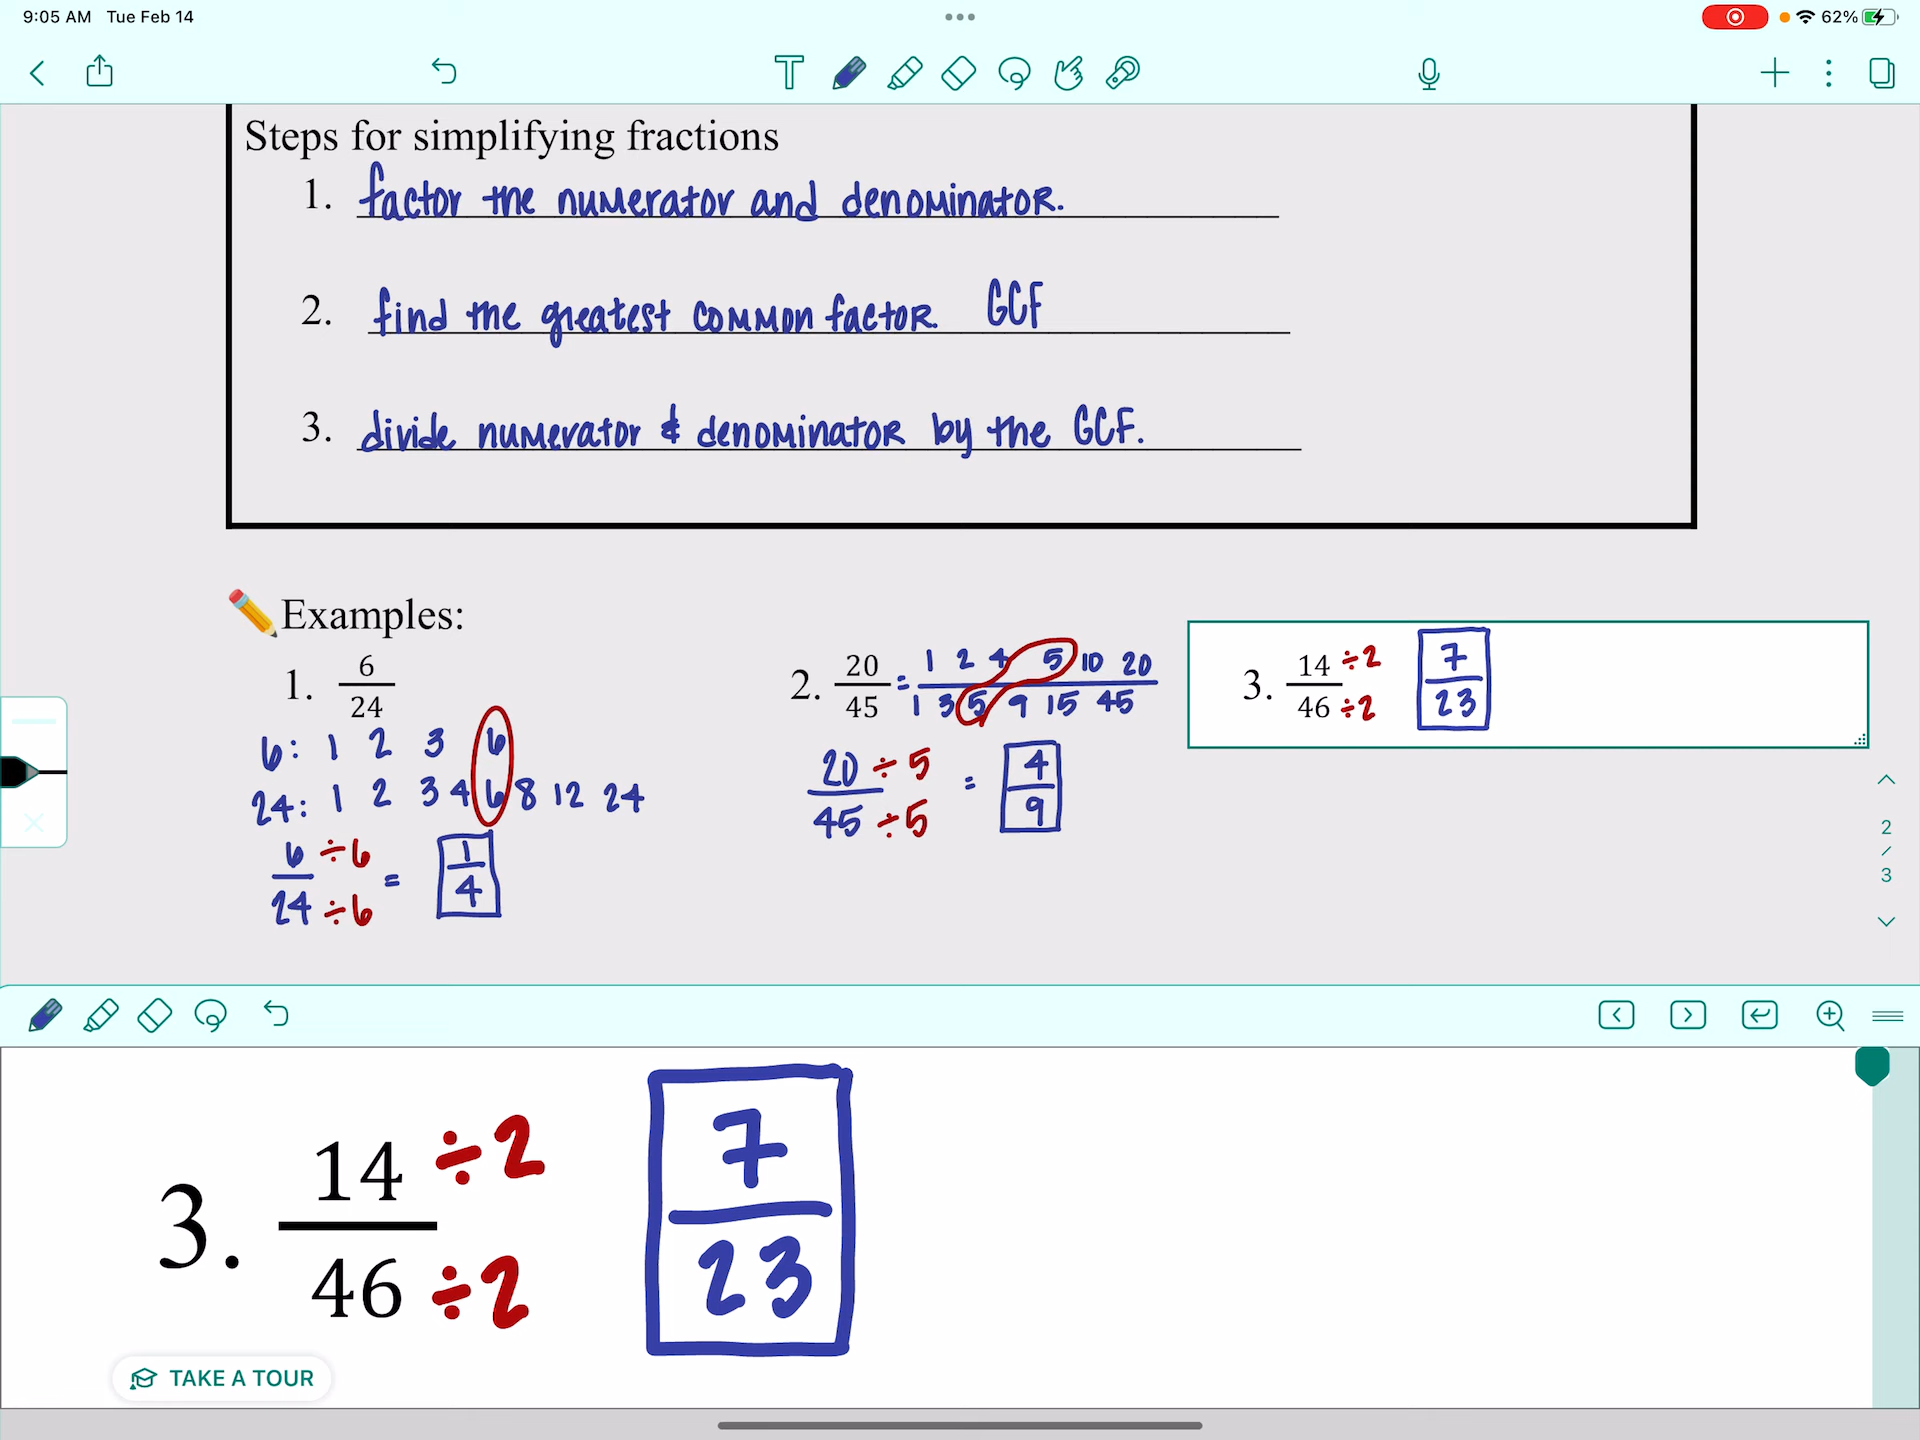 9:05 AM Tue Feb 14
62%
Steps for simplifying fractions
1. factor the numerator and denominator.
2. find the greatest common factor. GCF
3. divide numerator & denominator by the GCF.
Examples:
1. 6/24
6: 1 2 3 6
24: 1 2 3 4 6 8 12 24
6 ÷6 / 24 ÷6 = 1/4
2. 20/45 = 1 2 4 5 10 20 / 1 3 5 9 15 45
20 ÷5 / 45 ÷5 = 4/9
3. 14 ÷2 / 46 ÷2 7/23
2 / 3
3. 14 ÷2 / 46 ÷2 7/23
TAKE A TOUR